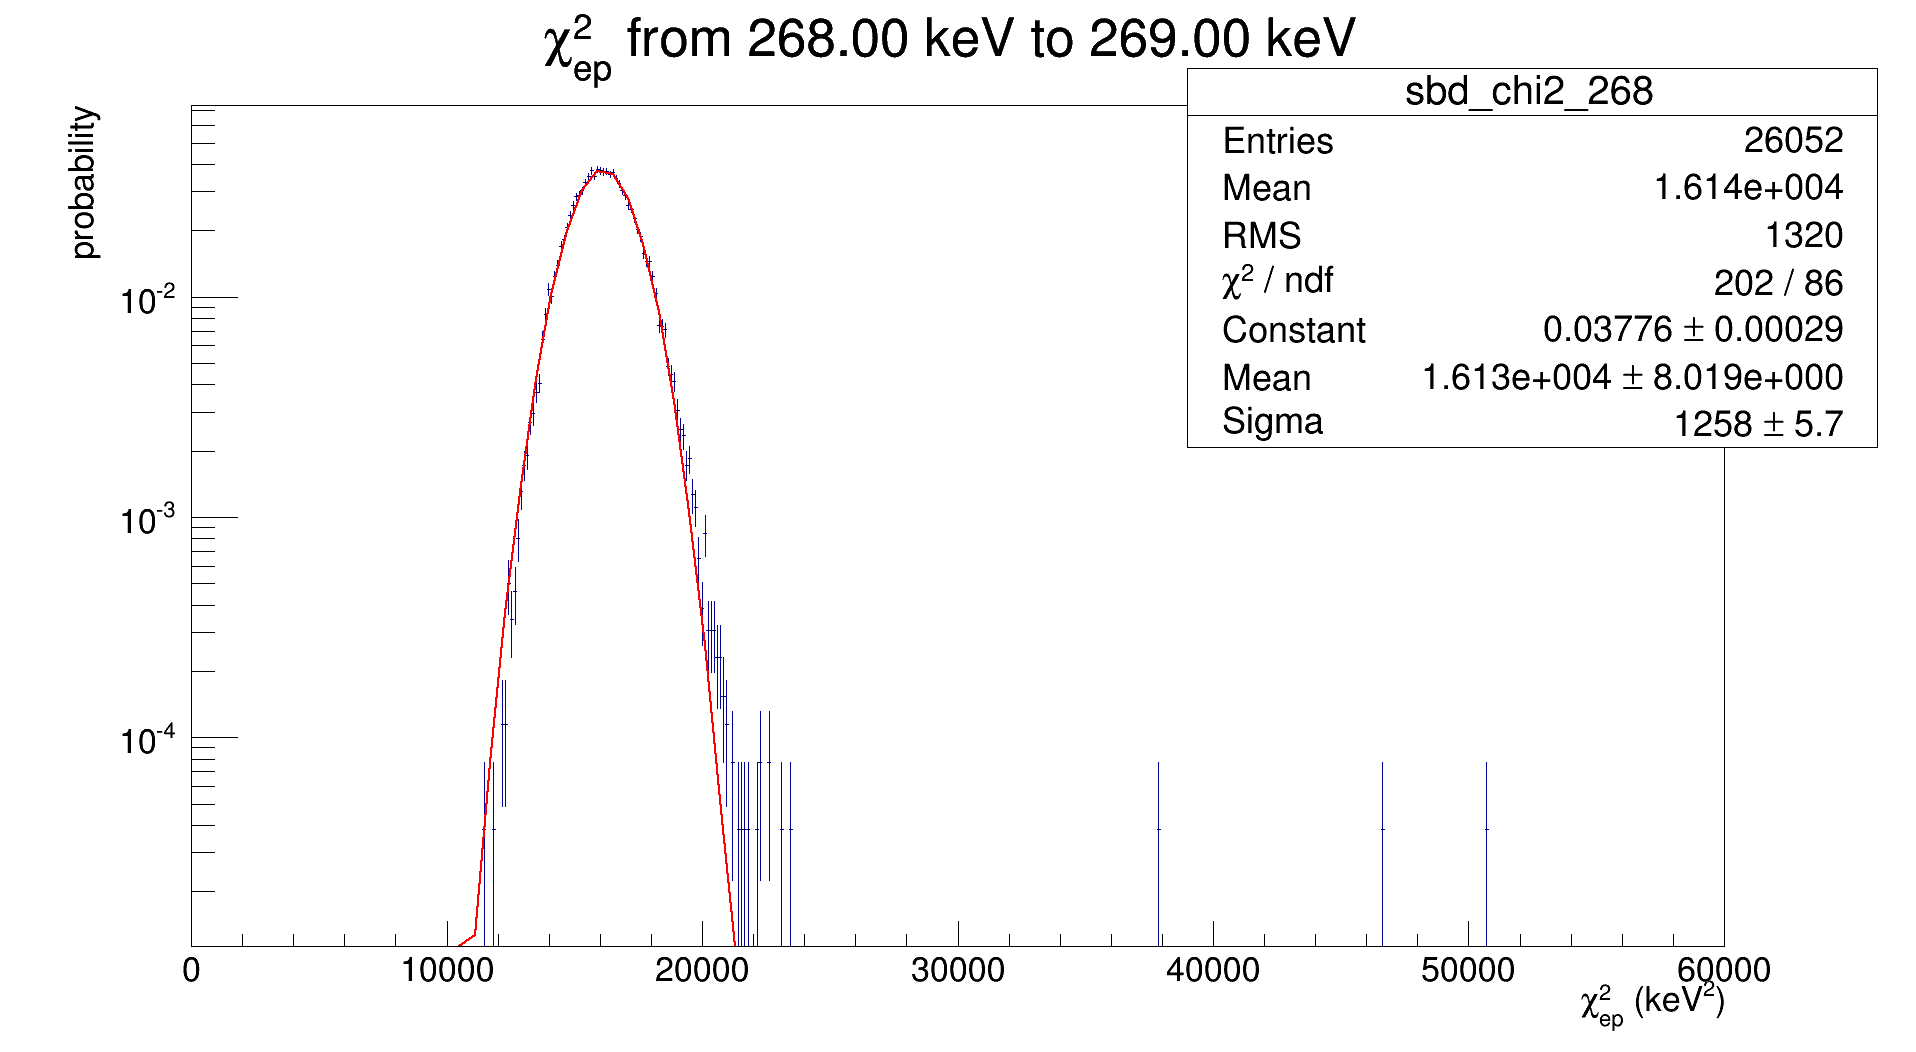 χ²ep from 268.00 keV to 269.00 keV
sbd_chi2_268
Entries 26052
Mean 1.614e+004
RMS 1320
χ² / ndf 202 / 86
Constant 0.03776 ± 0.00029
Mean 1.613e+004 ± 8.019e+000
Sigma 1258 ± 5.7
probability
10⁻²
10⁻³
10⁻⁴
0 10000 20000 30000 40000 50000 60000
χ²ep (keV²)